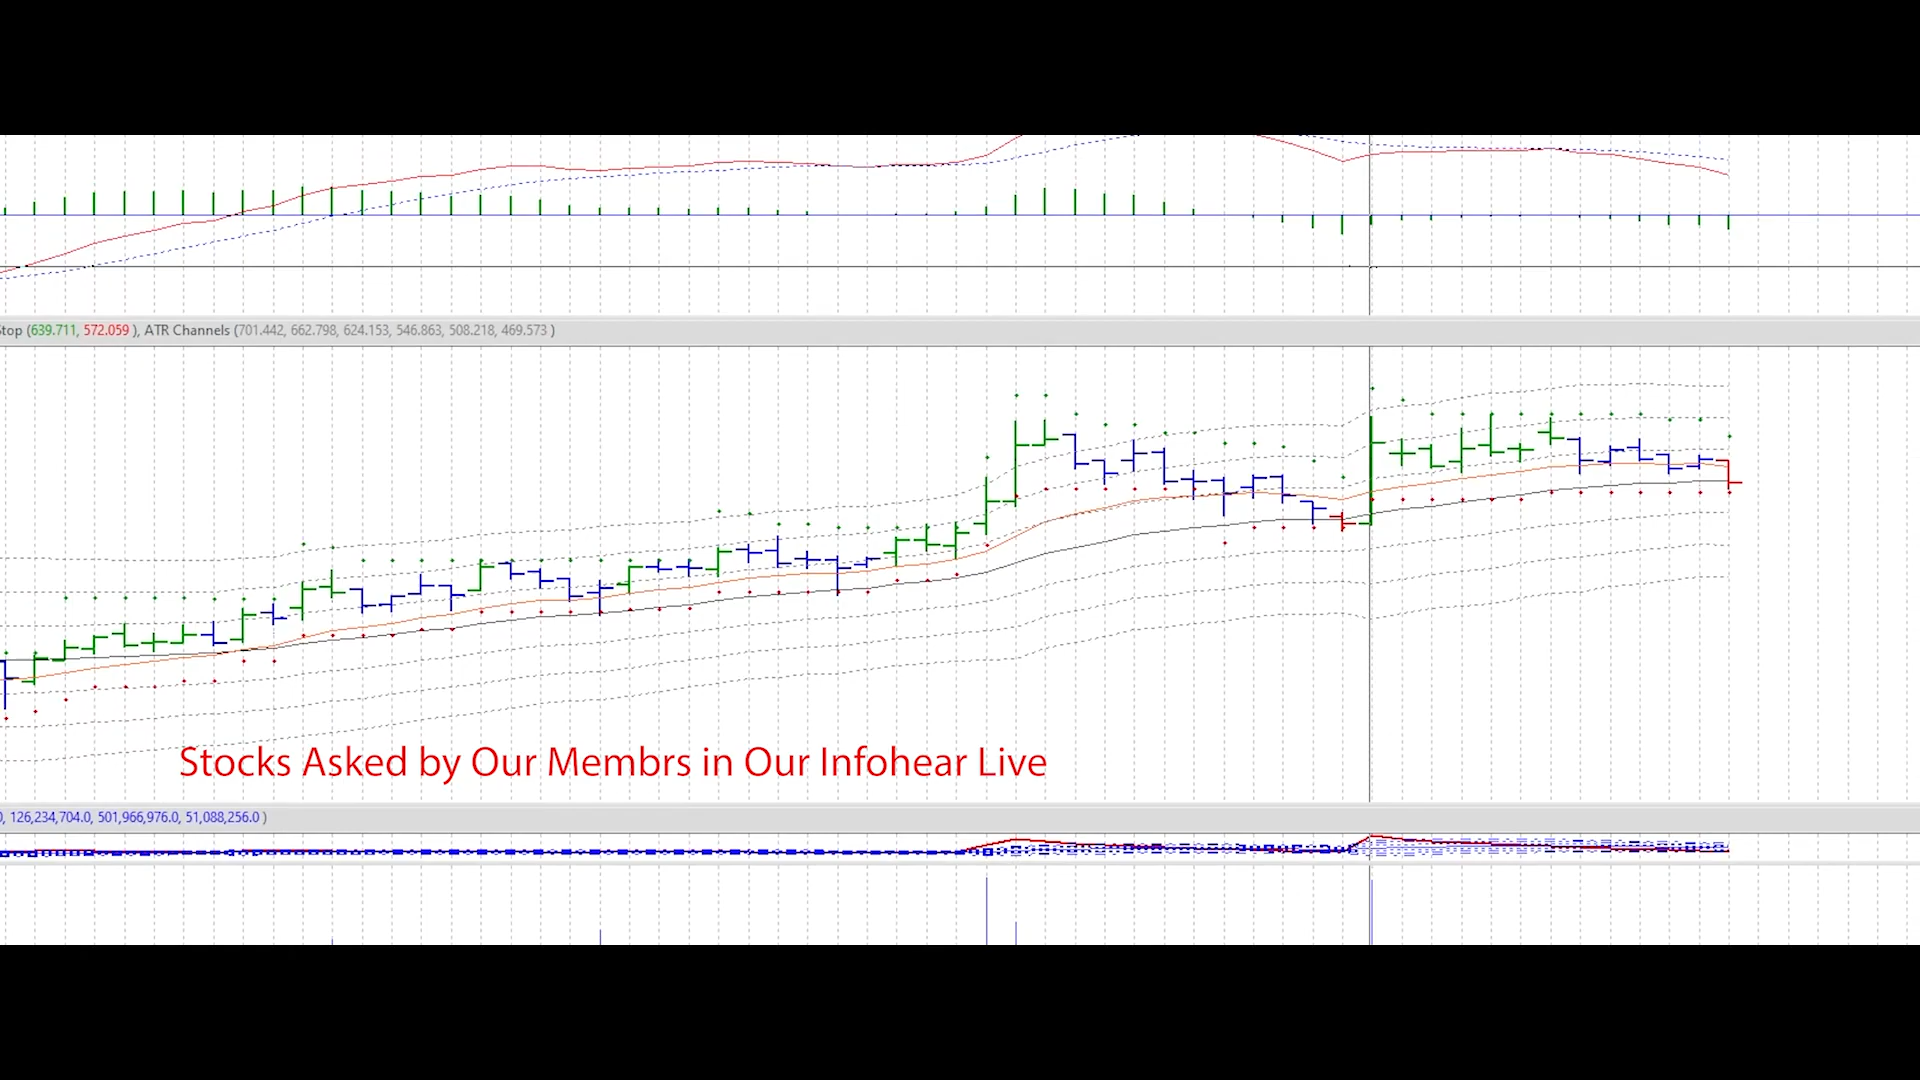 Stop (639.711, 572.059 ), ATR Channels (701.442, 662.798, 624.153, 546.863, 508.218, 469.573 )
Stocks Asked by Our Membrs in Our Infohear Live
, 126,234,704.0, 501,966,976.0, 51,088,256.0 )